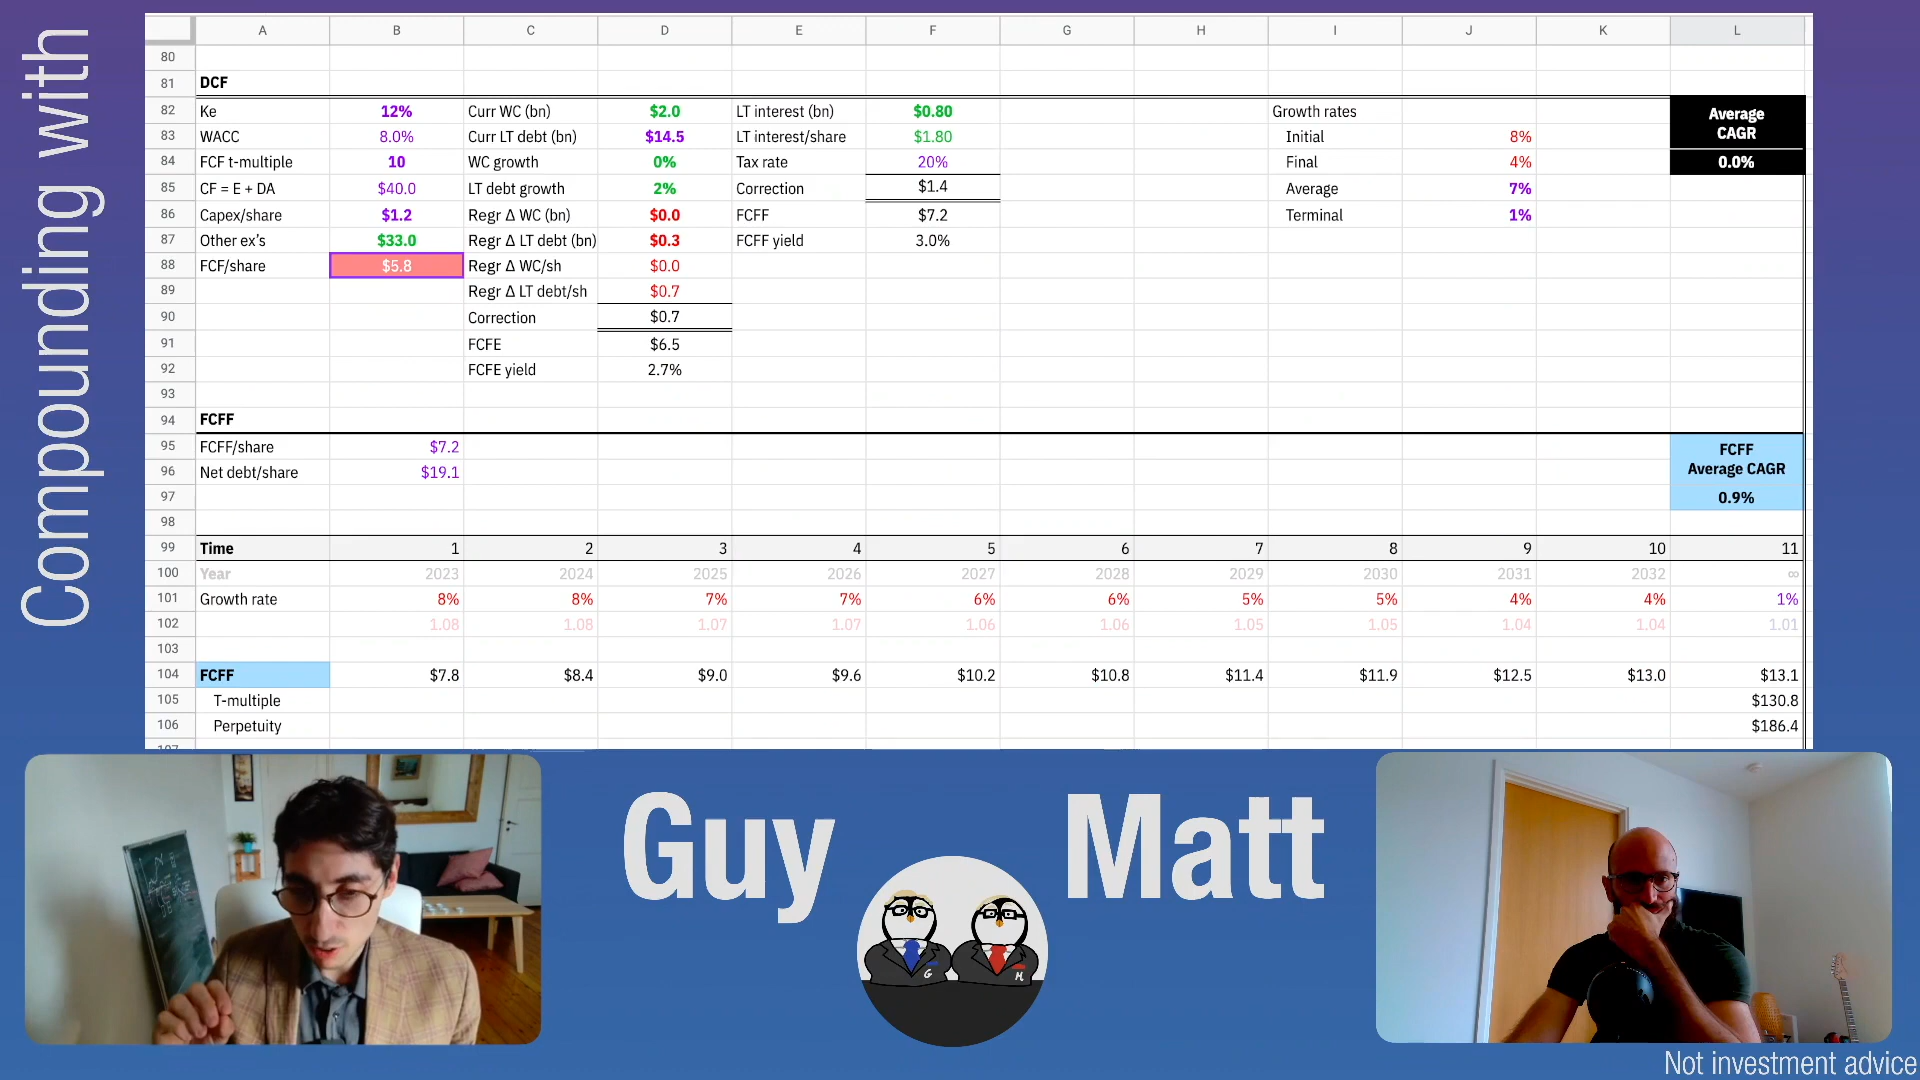 Compounding with
A B C D E F G H I J K L
80
81 DCF
82 Ke 12% Curr WC (bn) $2.0 LT interest (bn) $0.80 Growth rates Average
83 WACC 8.0% Curr LT debt (bn) $14.5 LT interest/share $1.80 Initial 8% CAGR
84 FCF t-multiple 10 WC growth 0% Tax rate 20% Final 4% 0.0%
85 CF = E + DA $40.0 LT debt growth 2% Correction $1.4 Average 7%
86 Capex/share $1.2 Regr Δ WC (bn) $0.0 FCFF $7.2 Terminal 1%
87 Other ex's $33.0 Regr Δ LT debt (bn) $0.3 FCFF yield 3.0%
88 FCF/share $5.8 Regr Δ WC/sh $0.0
89 Regr Δ LT debt/sh $0.7
90 Correction $0.7
91 FCFE $6.5
92 FCFE yield 2.7%
93
94 FCFF
95 FCFF/share $7.2 FCFF
96 Net debt/share $19.1 Average CAGR
97 0.9%
98
99 Time 1 2 3 4 5 6 7 8 9 10 11
100 Year 2023 2024 2025 2026 2027 2028 2029 2030 2031 2032 ∞
101 Growth rate 8% 8% 7% 7% 6% 6% 5% 5% 4% 4% 1%
102 1.08 1.08 1.07 1.07 1.06 1.06 1.05 1.05 1.04 1.04 1.01
103
104 FCFF $7.8 $8.4 $9.0 $9.6 $10.2 $10.8 $11.4 $11.9 $12.5 $13.0 $13.1
105 T-multiple $130.8
106 Perpetuity $186.4
107
Guy Matt
G M
Not investment advice